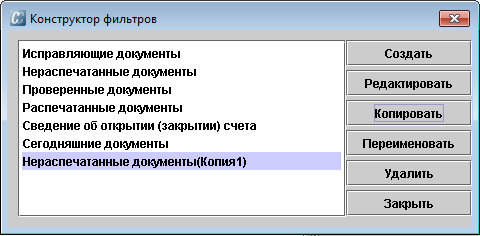 Конструктор фильтров
Исправляющие документы
Нераспечатанные документы
Проверенные документы
Распечатанные документы
Сведение об открытии (закрытии) счета
Сегодняшние документы
Нераспечатанные документы(Копия1)
Создать
Редактировать
Копировать
Переименовать
Удалить
Закрыть